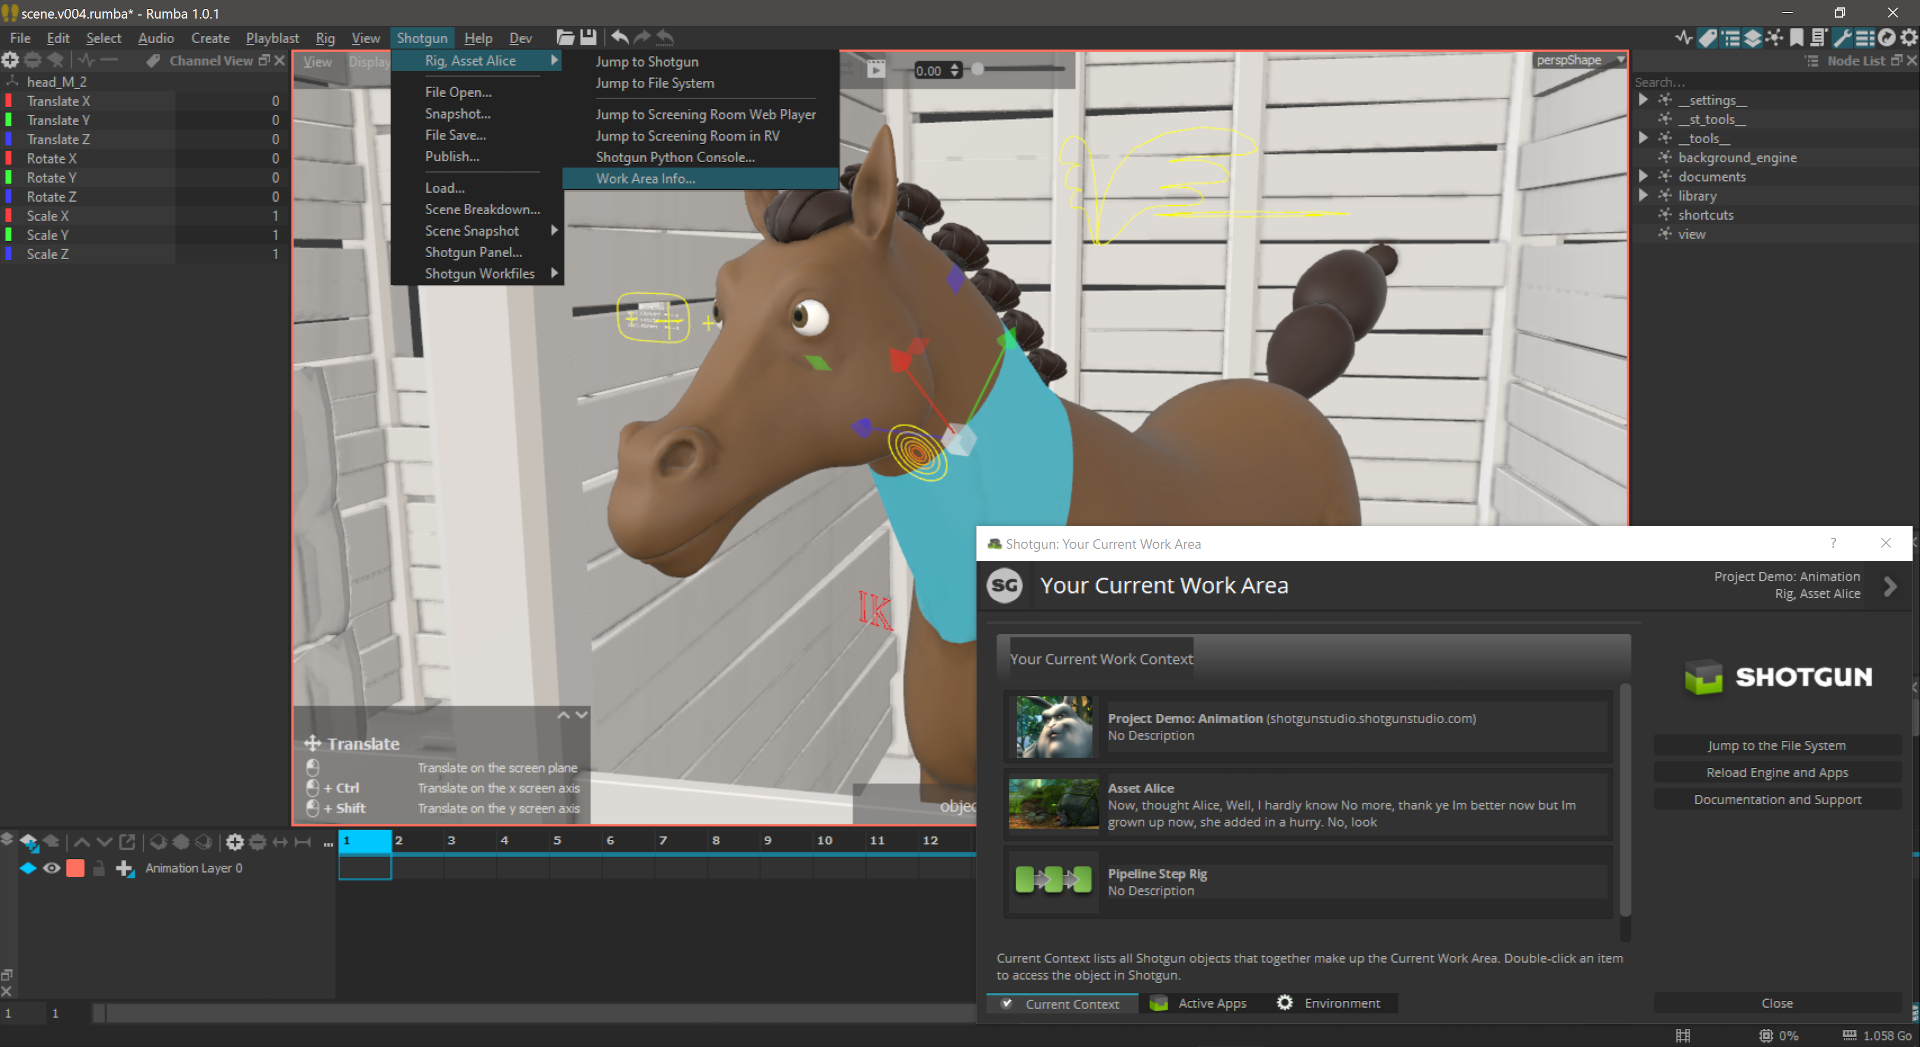 scene.v004.rumba* - Rumba 1.0.1
File Edit Select Audio Create Playblast Rig View Shotgun Help Dev
Channel View
head_M_2
Translate X 0
Translate Y 0
Translate Z 0
Rotate X 0
Rotate Y 0
Rotate Z 0
Scale X 1
Scale Y 1
Scale Z 1
View Display
Rig, Asset Alice
File Open...
Snapshot...
File Save...
Publish...
Load...
Scene Breakdown...
Scene Snapshot
Shotgun Panel...
Shotgun Workfiles
Jump to Shotgun
Jump to File System
Jump to Screening Room Web Player
Jump to Screening Room in RV
Shotgun Python Console...
Work Area Info...
0.00
perspShape
Node List
Search...
__settings__
__st_tools__
__tools__
background_engine
documents
library
shortcuts
view
IK
Translate
Translate on the screen plane
+ Ctrl Translate on the x screen axis
+ Shift Translate on the y screen axis
objec
... 1 2 3 4 5 6 7 8 9 10 11 12
Animation Layer 0
1 1
Shotgun: Your Current Work Area
?
SG Your Current Work Area
Project Demo: Animation
Rig, Asset Alice
Your Current Work Context
Project Demo: Animation (shotgunstudio.shotgunstudio.com)
No Description
Asset Alice
Now, thought Alice, Well, I hardly know No more, thank ye Im better now but Im
grown up now, she added in a hurry. No, look
Pipeline Step Rig
No Description
Current Context lists all Shotgun objects that together make up the Current Work Area. Double-click an item
to access the object in Shotgun.
Current Context Active Apps Environment
SHOTGUN
Jump to the File System
Reload Engine and Apps
Documentation and Support
Close
0% 1.058 Go